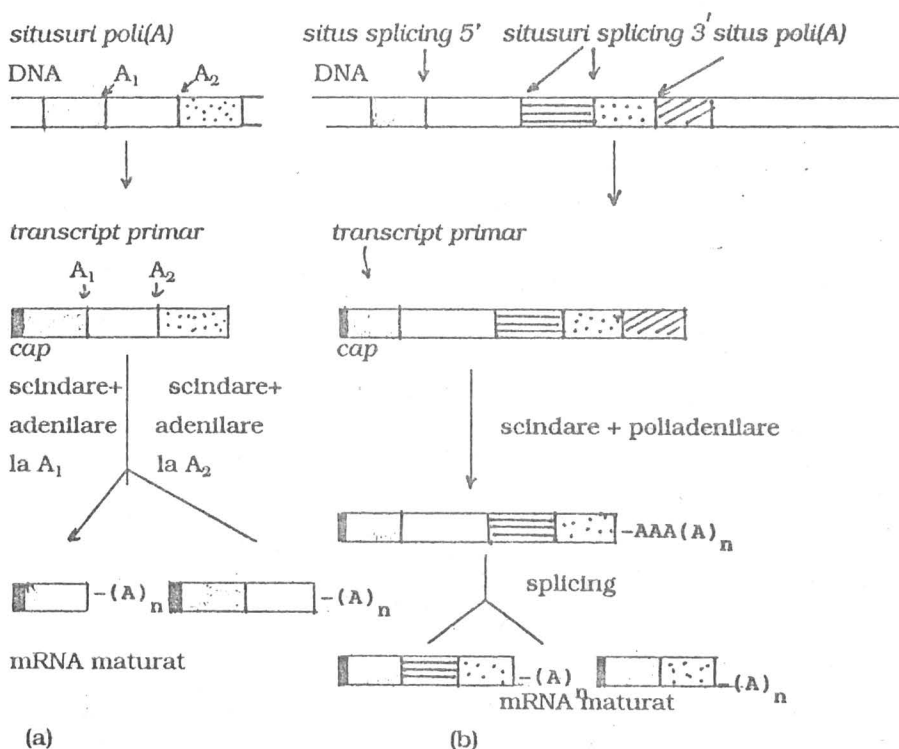 situsuri poli(A)
DNA
A₁
A₂
transcript primar
A₁
A₂
cap
scindare+
adenilare
la A₁
scindare+
adenilare
la A₂
-(A)n
-(A)n
mRNA maturat
(a)
situs splicing 5'
situsuri splicing 3'
situs poli(A)
DNA
transcript primar
cap
scindare + poliadenilare
-AAA(A)n
splicing
-(A)n
-(A)n
mRNA maturat
(b)